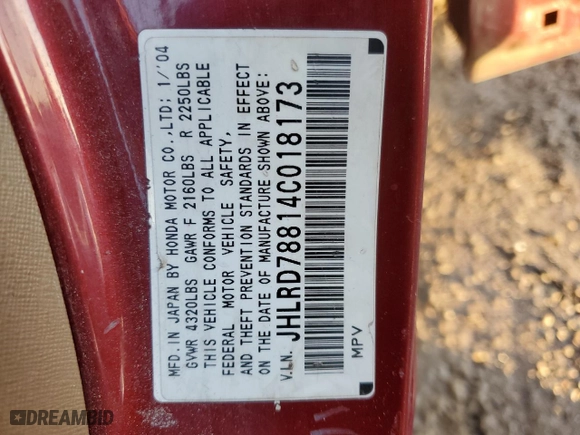 MFD.IN JAPAN BY HONDA MOTOR CO.,LTD: 1/'04
GVWR 4320LBS GAWR F 2160LBS R 2250LBS
THIS VEHICLE CONFORMS TO ALL APPLICABLE
FEDERAL MOTOR VEHICLE SAFETY,
AND THEFT PREVENTION STANDARDS IN EFFECT
ON THE DATE OF MANUFACTURE SHOWN ABOVE:
V.I.N. JHLRD78814C018173
MPV
DREAMBID